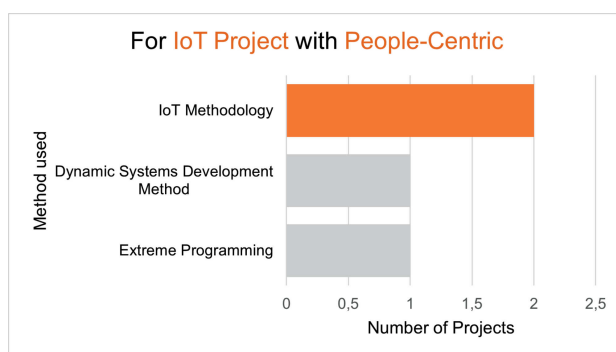 For IoT Project with People-Centric
Method used
IoT Methodology
Dynamic Systems Development
Method
Extreme Programming
0 0,5 1 1,5 2 2,5
Number of Projects